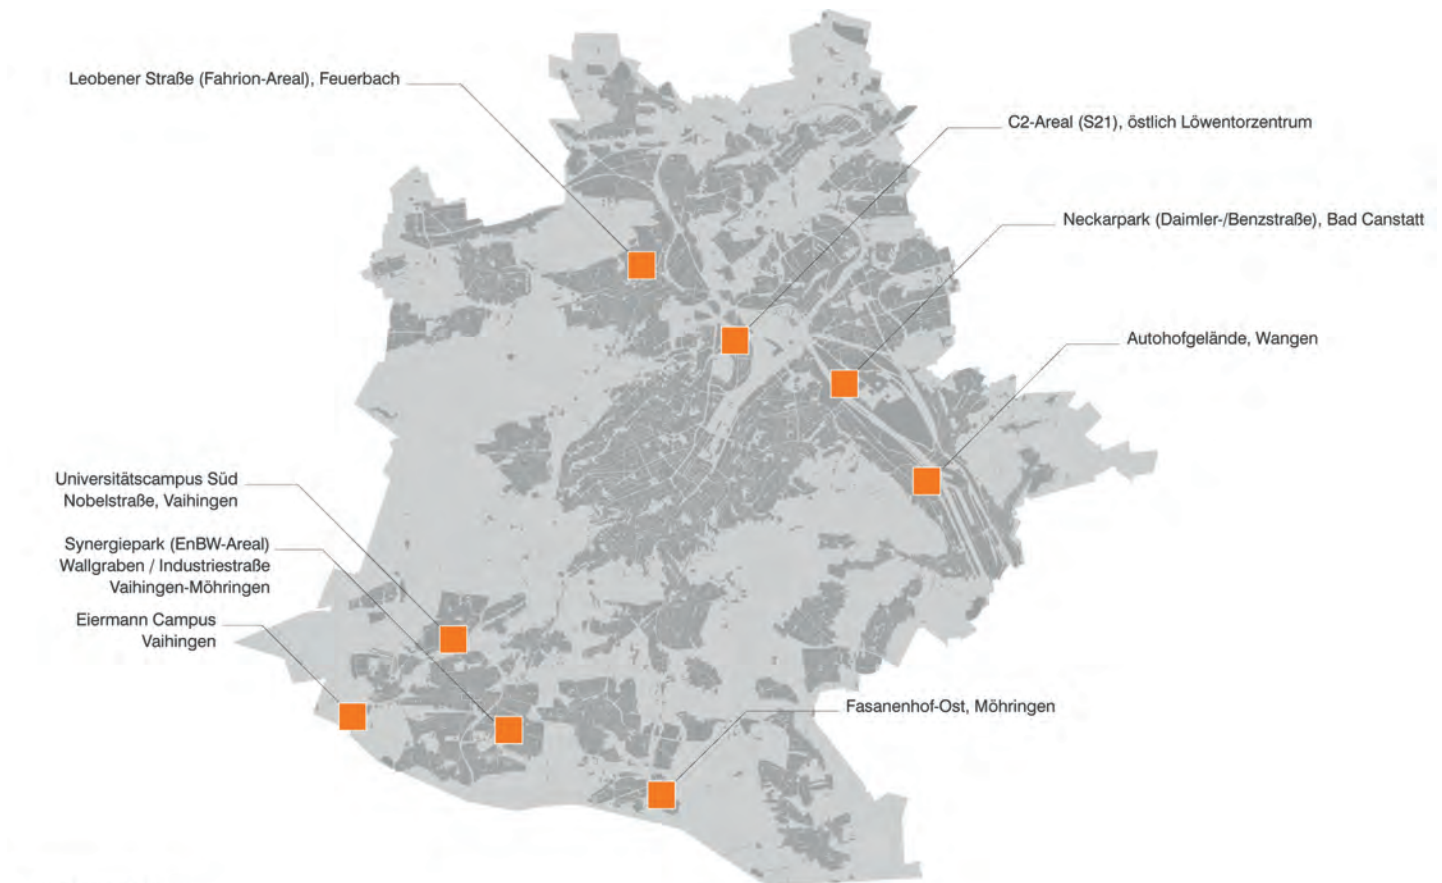 Leobener Straße (Fahrion-Areal), Feuerbach
C2-Areal (S21), östlich Löwentorzentrum
Neckarpark (Daimler-/Benzstraße), Bad Canstatt
Autohofgelände, Wangen
Universitätscampus Süd
Nobelstraße, Vaihingen
Synergiepark (EnBW-Areal)
Wallgraben / Industriestraße
Vaihingen-Möhringen
Eiermann Campus
Vaihingen
Fasanenhof-Ost, Möhringen